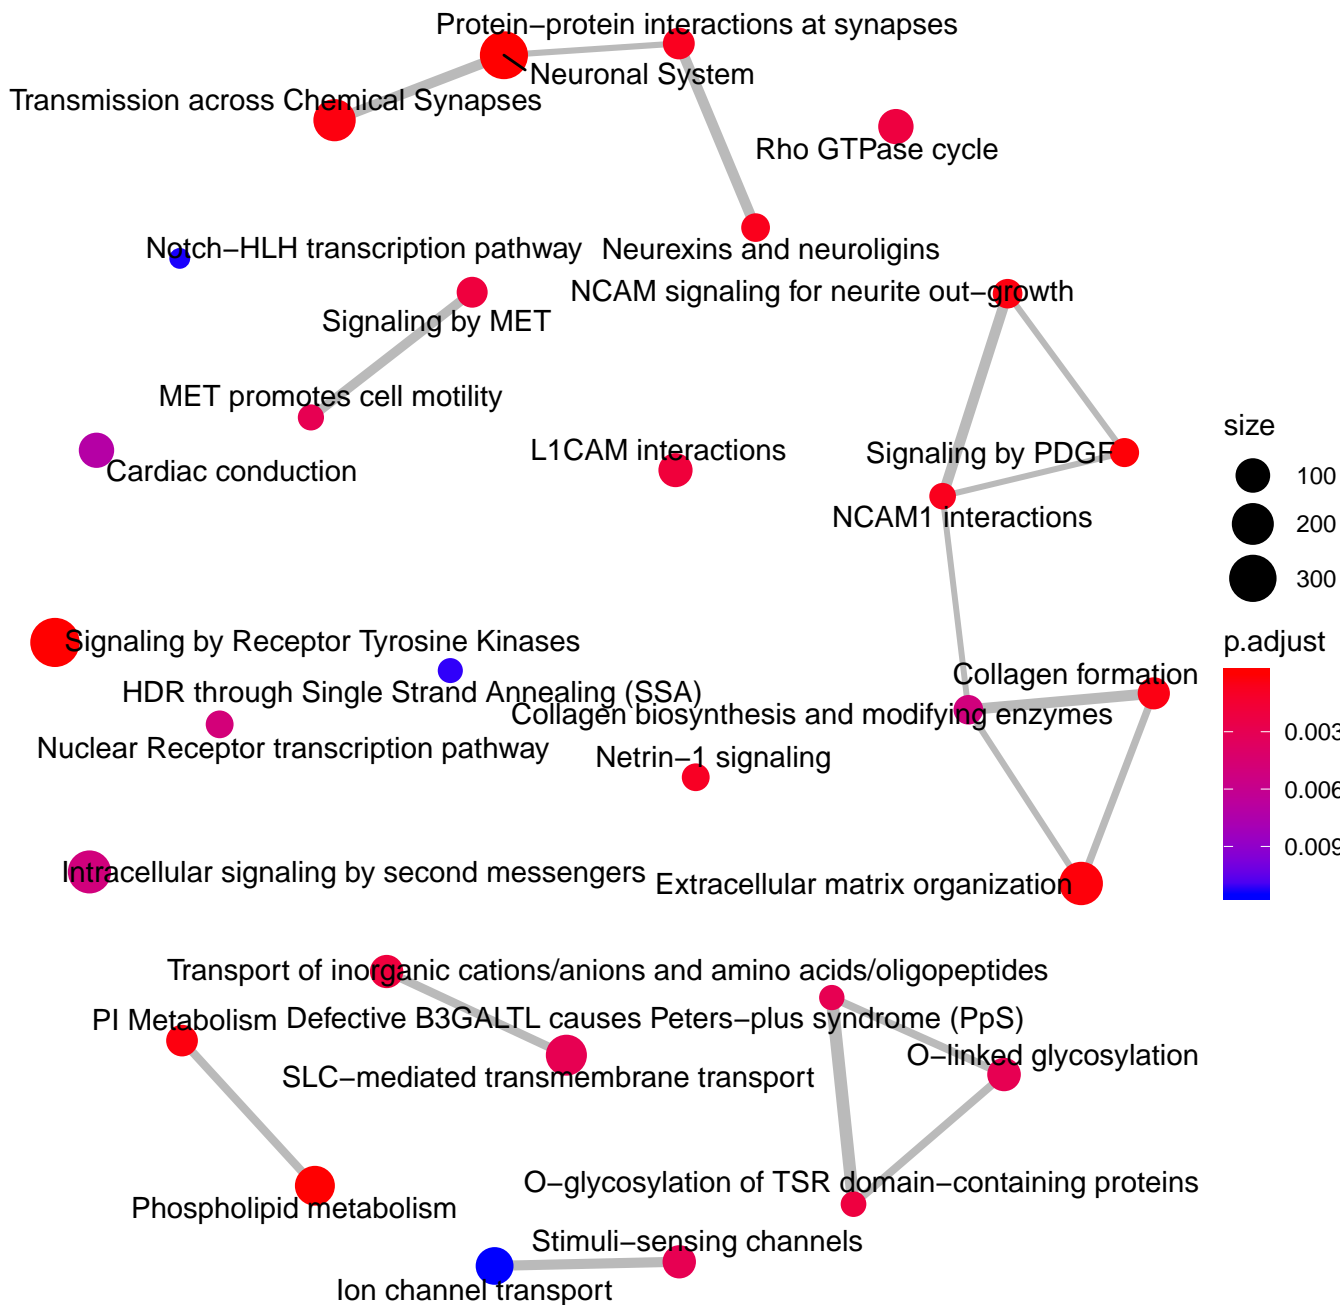 Protein−protein interactions at synapses
Neuronal System
Transmission across Chemical Synapses
Rho GTPase cycle
Notch−HLH transcription pathway
Neurexins and neuroligins
NCAM signaling for neurite out−growth
Signaling by MET
MET promotes cell motility
L1CAM interactions
Signaling by PDGF
Cardiac conduction
NCAM1 interactions
size
100
200
300
Signaling by Receptor Tyrosine Kinases
p.adjust
Collagen formation
HDR through Single Strand Annealing (SSA)
Collagen biosynthesis and modifying enzymes
0.003
Nuclear Receptor transcription pathway
Netrin−1 signaling
0.006
0.009
Intracellular signaling by second messengers
Extracellular matrix organization
Transport of inorganic cations/anions and amino acids/oligopeptides
PI Metabolism
Defective B3GALTL causes Peters−plus syndrome (PpS)
O−linked glycosylation
SLC−mediated transmembrane transport
O−glycosylation of TSR domain−containing proteins
Phospholipid metabolism
Stimuli−sensing channels
Ion channel transport